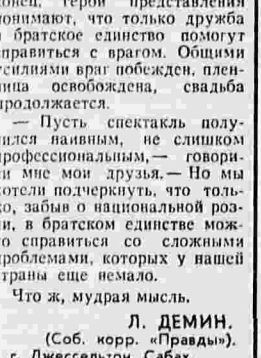 конец, герои представления
понимают, что только дружба
и братское единство помогут
справиться с врагом. Общими
усилиями враг побежден, плен-
ница освобождена, свадьба
продолжается.
— Пусть спектакль полу-
чился наивным, не слишком
профессиональным,— говори-
ли мне мои друзья.— Но мы
хотели подчеркнуть, что толь-
ко, забыв о национальной роз-
ни, в братском единстве мож-
но справиться со сложными
проблемами, которых у нашей
страны еще немало.
Что ж, мудрая мысль.
Л. ДЕМИН.
(Соб. корр. «Правды»).
г. Джессельтон, Сабах.